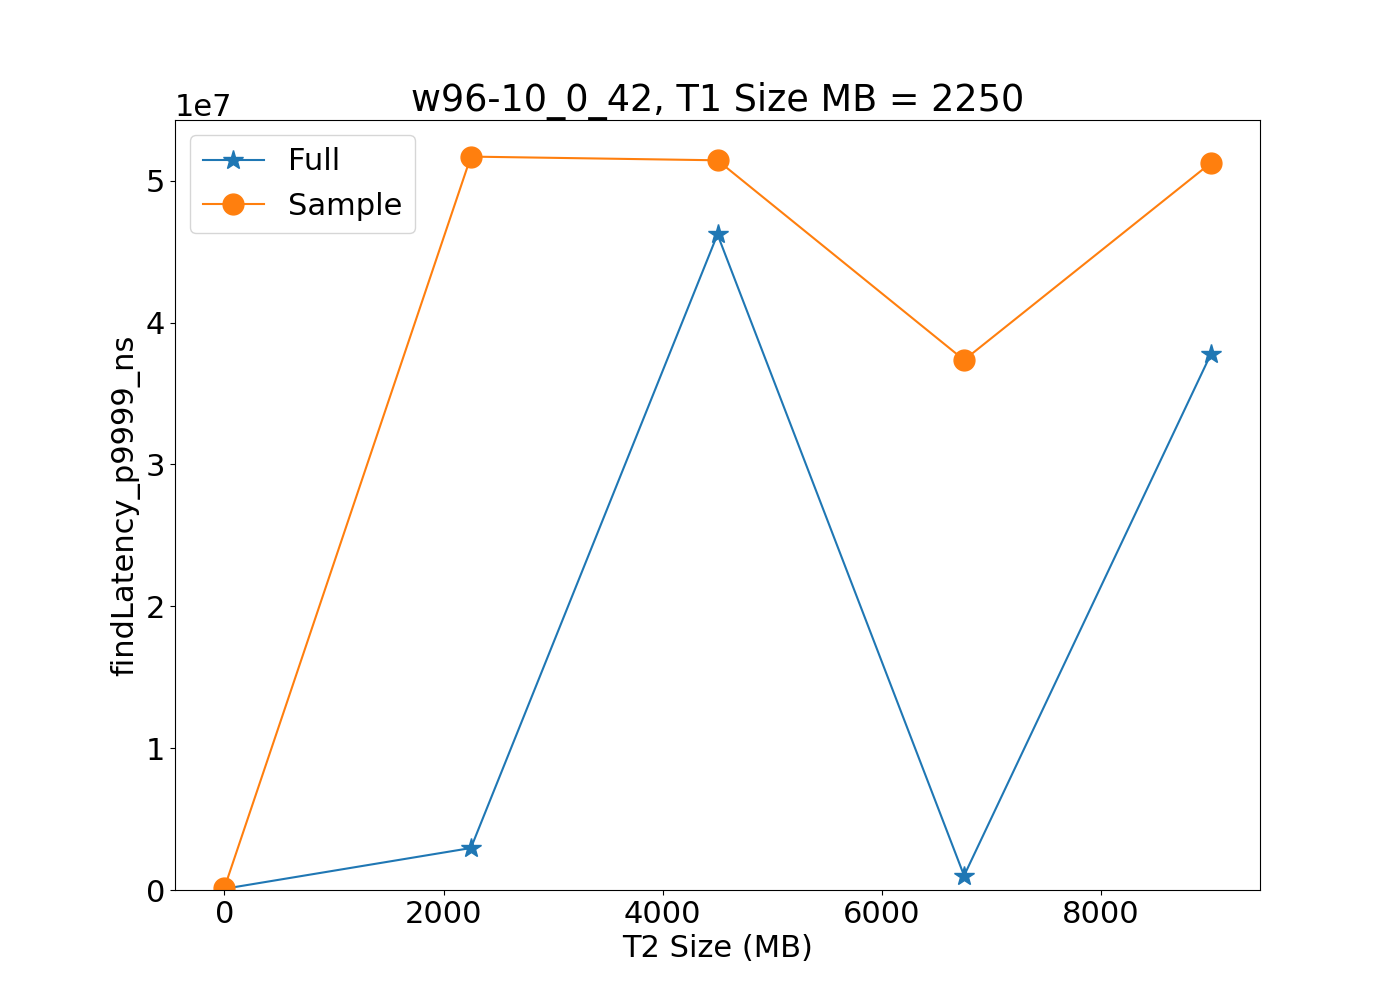 w96-10_0_42, T1 Size MB = 2250
1e7
Full
Sample
5
4
3
2
1
0
findLatency_p9999_ns
0 2000 4000 6000 8000
T2 Size (MB)